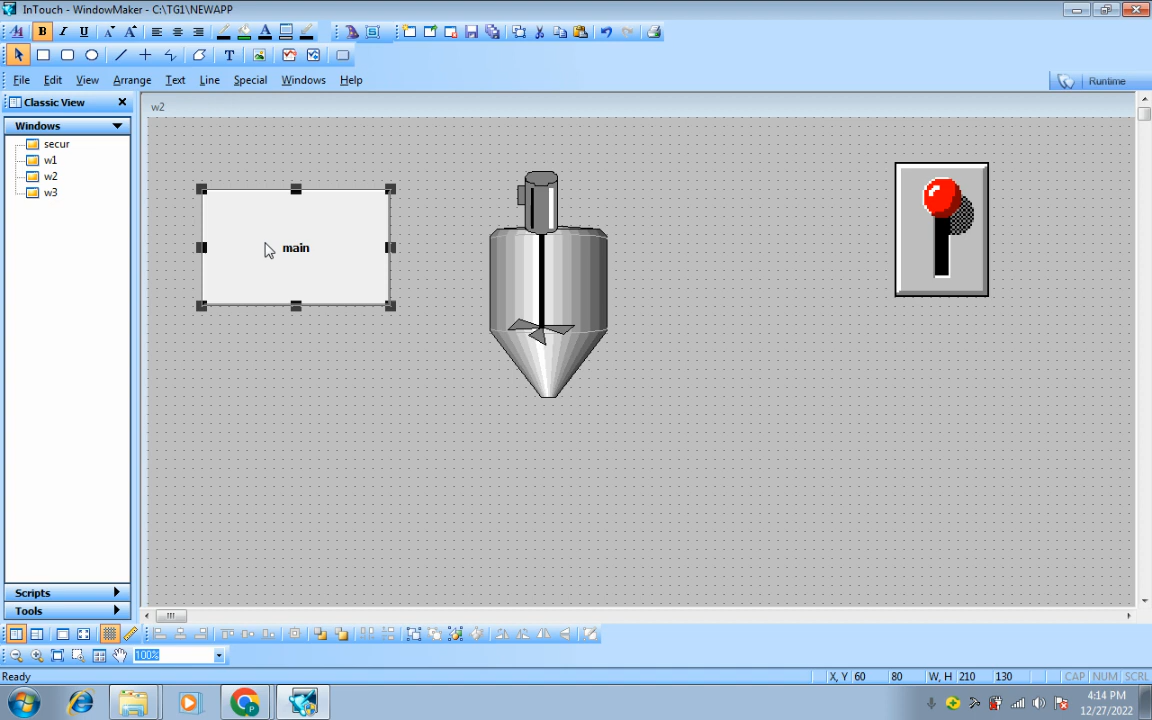 InTouch - WindowMaker - C:\TG1\NEWAPP
File Edit View Arrange Text Line Special Windows Help
Runtime
Classic View
w2
Windows
secur
w1
w2
w3
main
Scripts
Tools
100%
Ready
X, Y 60 80 W, H 210 130 CAP NUM SCRL
4:14 PM
12/27/2022